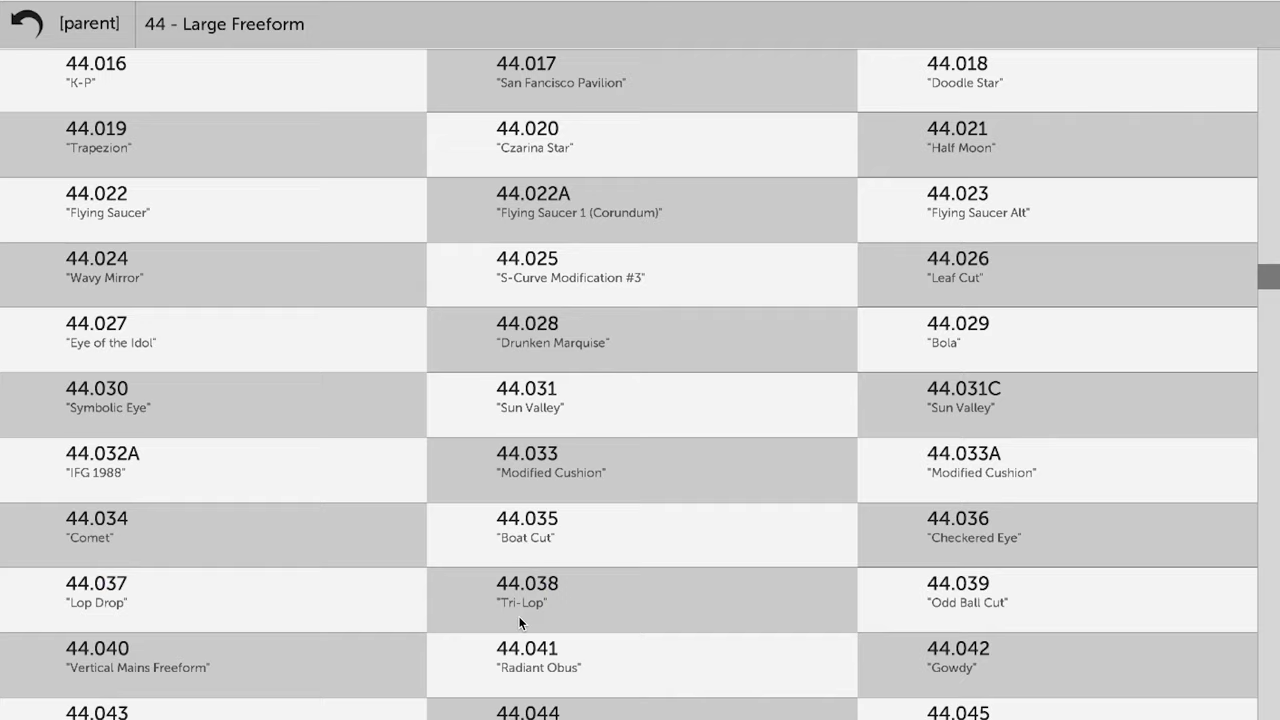 [parent] 44 - Large Freeform
44.016 44.017 44.018
"K-P" "San Fancisco Pavilion" "Doodle Star"
44.019 44.020 44.021
"Trapezion" "Czarina Star" "Half Moon"
44.022 44.022A 44.023
"Flying Saucer" "Flying Saucer 1 (Corundum)" "Flying Saucer Alt"
44.024 44.025 44.026
"Wavy Mirror" "S-Curve Modification #3" "Leaf Cut"
44.027 44.028 44.029
"Eye of the Idol" "Drunken Marquise" "Bola"
44.030 44.031 44.031C
"Symbolic Eye" "Sun Valley" "Sun Valley"
44.032A 44.033 44.033A
"IFG 1988" "Modified Cushion" "Modified Cushion"
44.034 44.035 44.036
"Comet" "Boat Cut" "Checkered Eye"
44.037 44.038 44.039
"Lop Drop" "Tri-Lop" "Odd Ball Cut"
44.040 44.041 44.042
"Vertical Mains Freeform" "Radiant Obus" "Gowdy"
44.043 44.044 44.045